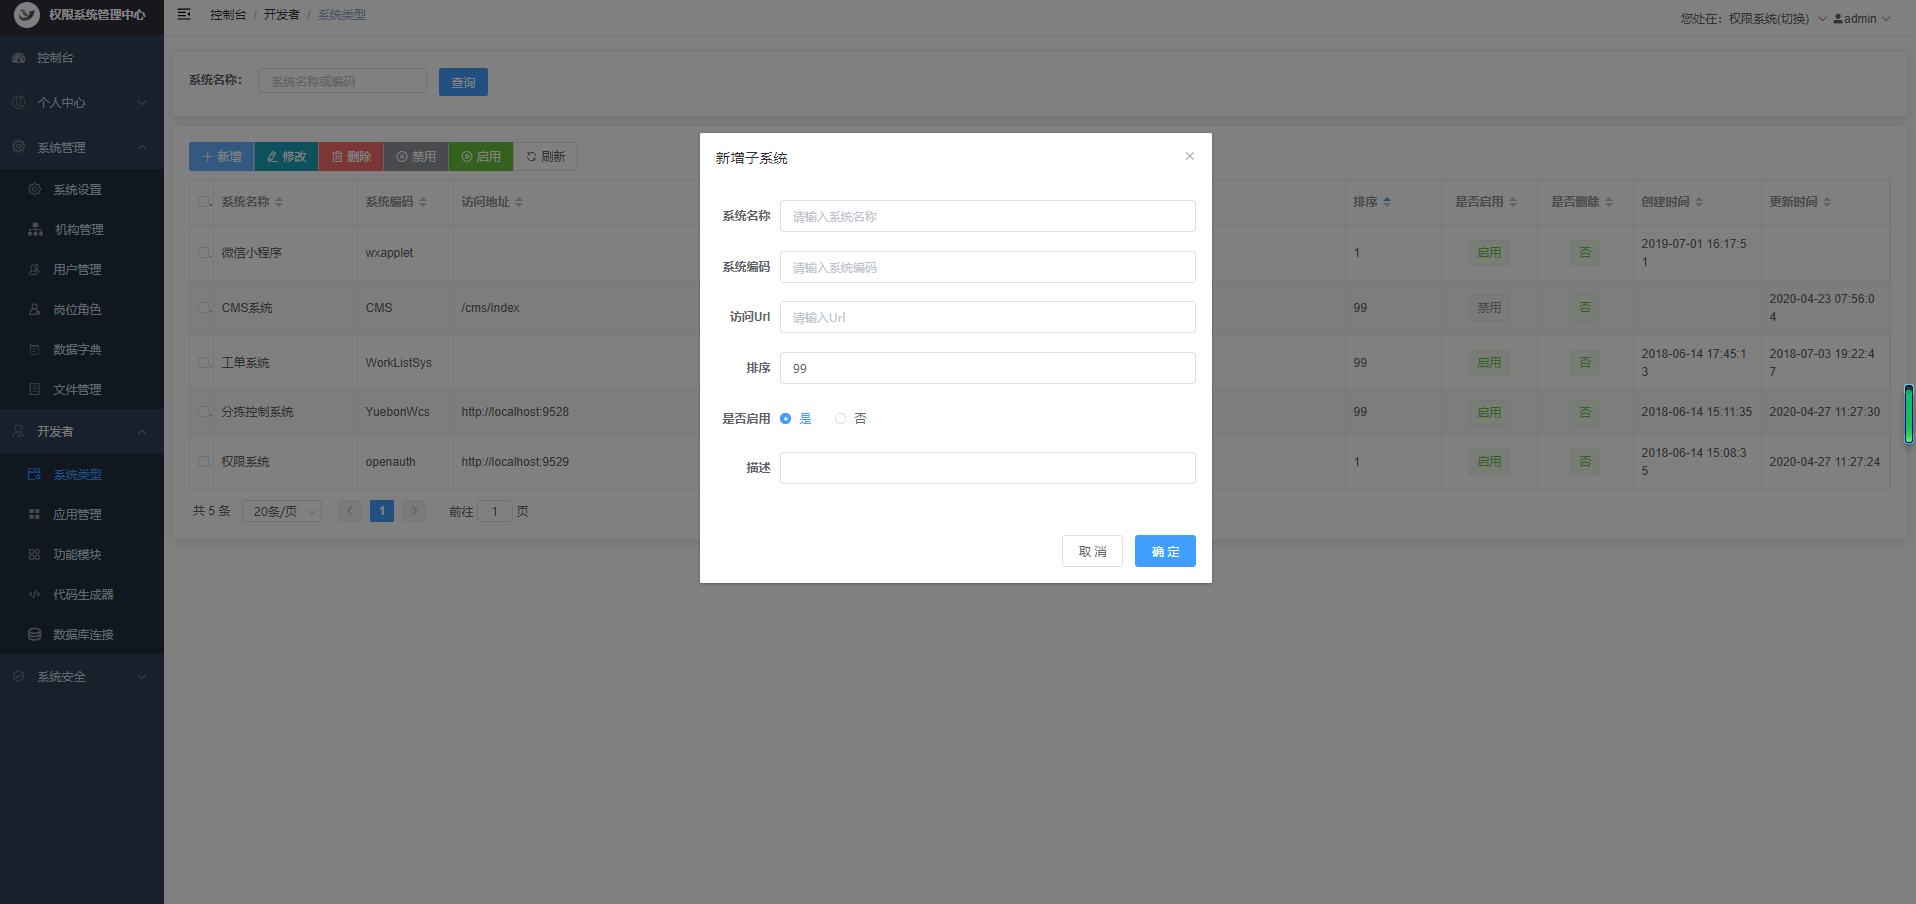 权限系统管理中心
控制台 / 开发者 / 系统类型
您处在：权限系统(切换) admin
控制台
个人中心
系统管理
系统设置
机构管理
用户管理
岗位角色
数据字典
文件管理
开发者
系统类型
应用管理
功能模块
代码生成器
数据库连接
系统安全
系统名称： 系统名称或编码 查询
新增 修改 删除 禁用 启用 刷新
系统名称 系统编码 访问地址 排序 是否启用 是否删除 创建时间 更新时间
微信小程序 wxapplet 1 启用 否 2019-07-01 16:17:5
1
CMS系统 CMS /cms/Index 99 禁用 否 2020-04-23 07:56:0
4
工单系统 WorkListSys 99 启用 否 2018-06-14 17:45:1 2018-07-03 19:22:4
3 7
分拣控制系统 YuebonWcs http://localhost:9528 99 启用 否 2018-06-14 15:11:35 2020-04-27 11:27:30
权限系统 openauth http://localhost:9529 1 启用 否 2018-06-14 15:08:3 2020-04-27 11:27:24
5
共 5 条 20条/页 1 前往 1 页
新增子系统
系统名称 请输入系统名称
系统编码 请输入系统编码
访问Url 请输入Url
排序 99
是否启用 是 否
描述
取 消 确 定